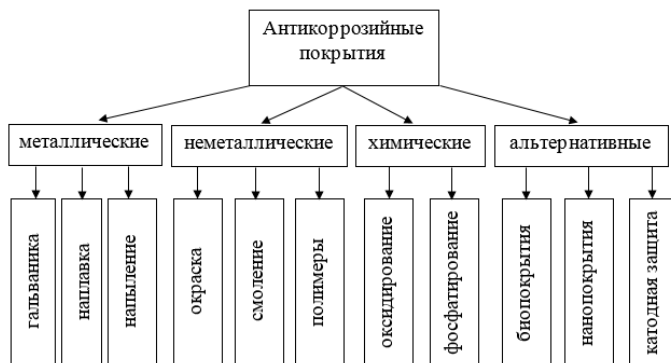 Антикоррозийные
покрытия
металлические
неметаллические
химические
альтернативные
гальваника
наплавка
напыление
окраска
смоление
полимеры
оксидирование
фосфатирование
биопокрытия
нанопокрытия
катодная защита